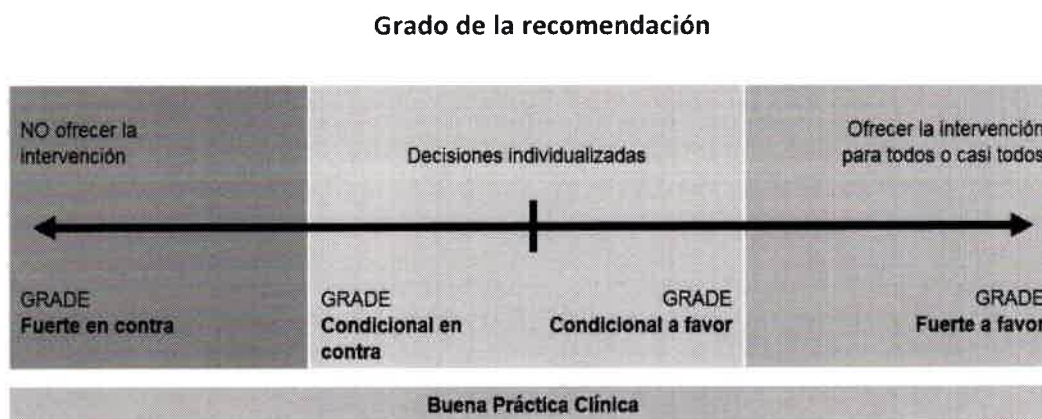 Grado de la recomendación
NO ofrecer la
intervención
Decisiones individualizadas
Ofrecer la intervención
para todos o casi todos
GRADE
Fuerte en contra
GRADE
Condicional en
contra
GRADE
Condicional a favor
GRADE
Fuerte a favor
Buena Práctica Clínica